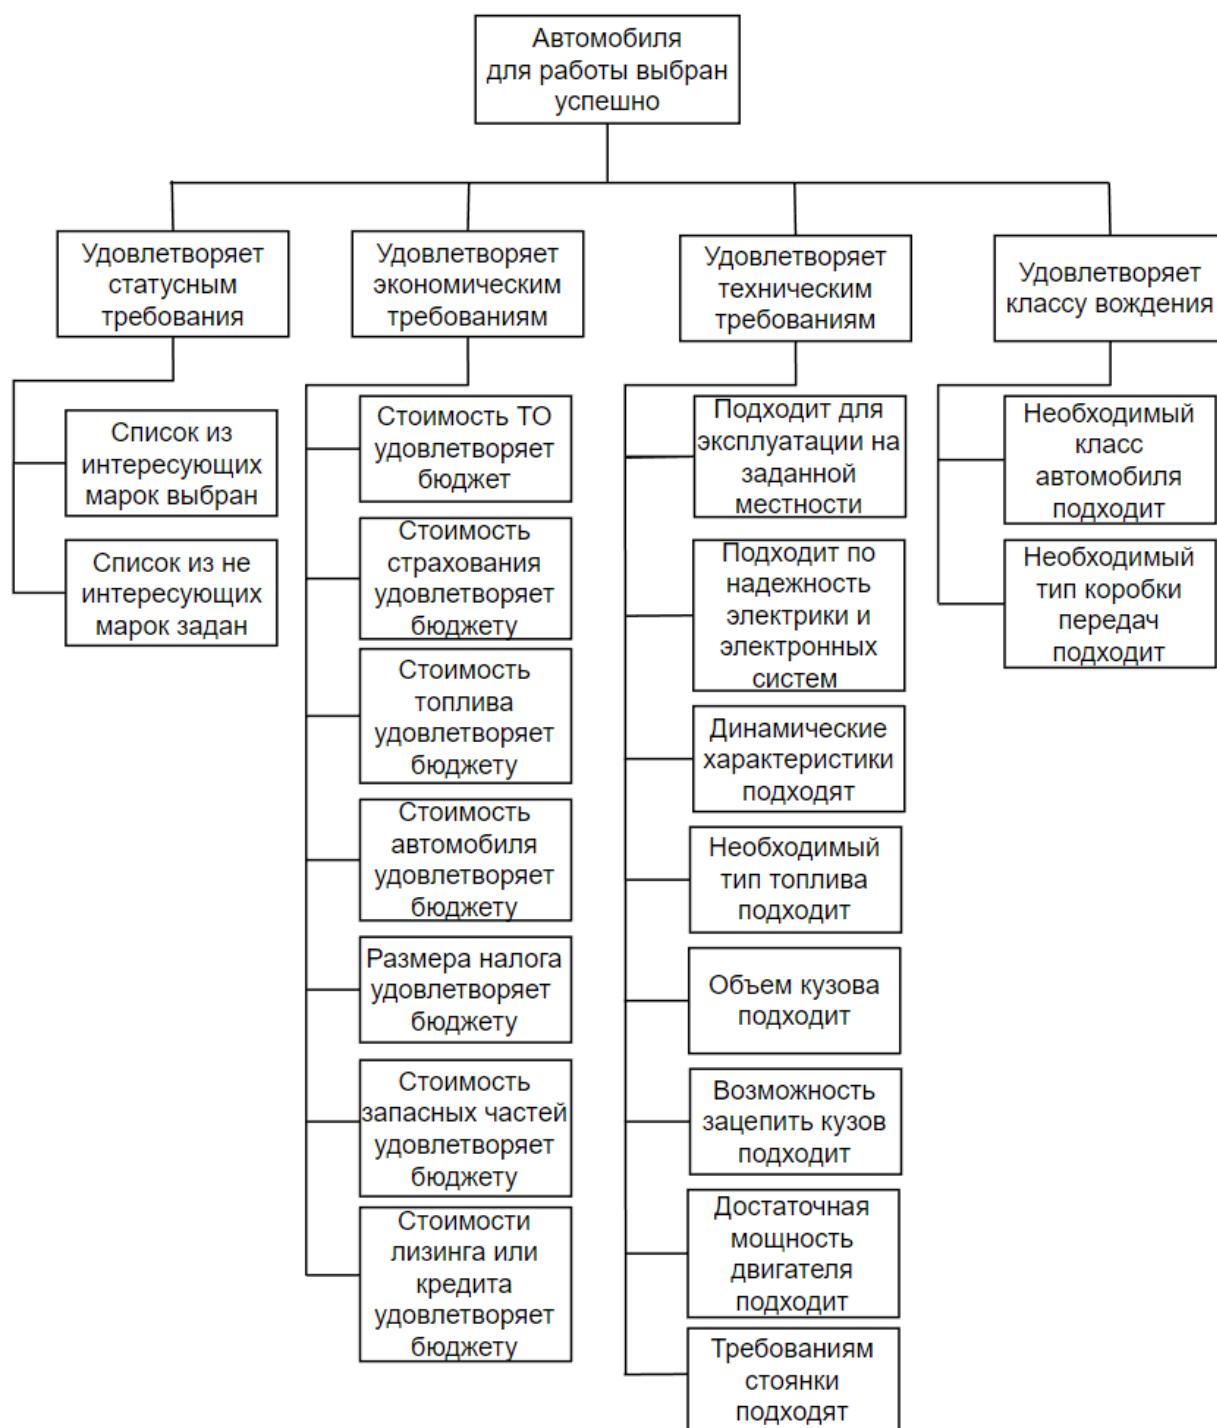 Автомобиля
для работы выбран
успешно
Удовлетворяет
статусным
требования
Список из
интересующих
марок выбран
Список из не
интересующих
марок задан
Удовлетворяет
экономическим
требованиям
Стоимость ТО
удовлетворяет
бюджет
Стоимость
страхования
удовлетворяет
бюджету
Стоимость
топлива
удовлетворяет
бюджету
Стоимость
автомобиля
удовлетворяет
бюджету
Размера налога
удовлетворяет
бюджету
Стоимость
запасных частей
удовлетворяет
бюджету
Стоимости
лизинга или
кредита
удовлетворяет
бюджету
Удовлетворяет
техническим
требованиям
Подходит для
эксплуатации на
заданной
местности
Подходит по
надежность
электрики и
электронных
систем
Динамические
характеристики
подходят
Необходимый
тип топлива
подходит
Объем кузова
подходит
Возможность
зацепить кузов
подходит
Достаточная
мощность
двигателя
подходит
Требованиям
стоянки
подходят
Удовлетворяет
классу вождения
Необходимый
класс
автомобиля
подходит
Необходимый
тип коробки
передач
подходит